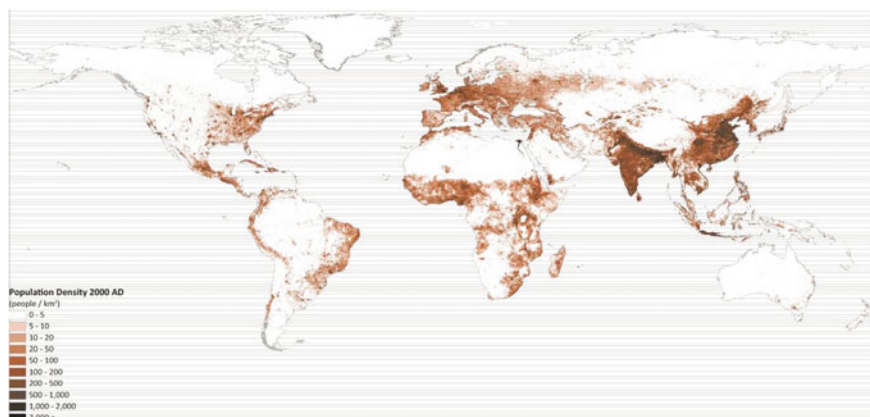 Population Density 2000 AD
(people / km²)
0 - 5
5 - 10
10 - 20
20 - 50
50 - 100
100 - 200
200 - 500
500 - 1,000
1,000 - 2,000